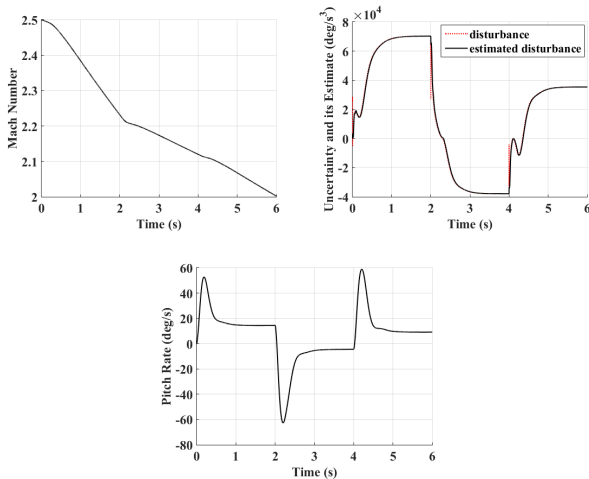 Mach Number
2.5
2.4
2.3
2.2
2.1
2
0 1 2 3 4 5 6
Time (s)
Uncertainty and its Estimate (deg/s³)
×10⁴
8
6
4
2
0
-2
-4
0 1 2 3 4 5 6
Time (s)
disturbance
estimated disturbance
Pitch Rate (deg/s)
60
40
20
0
-20
-40
-60
-80
0 1 2 3 4 5 6
Time (s)